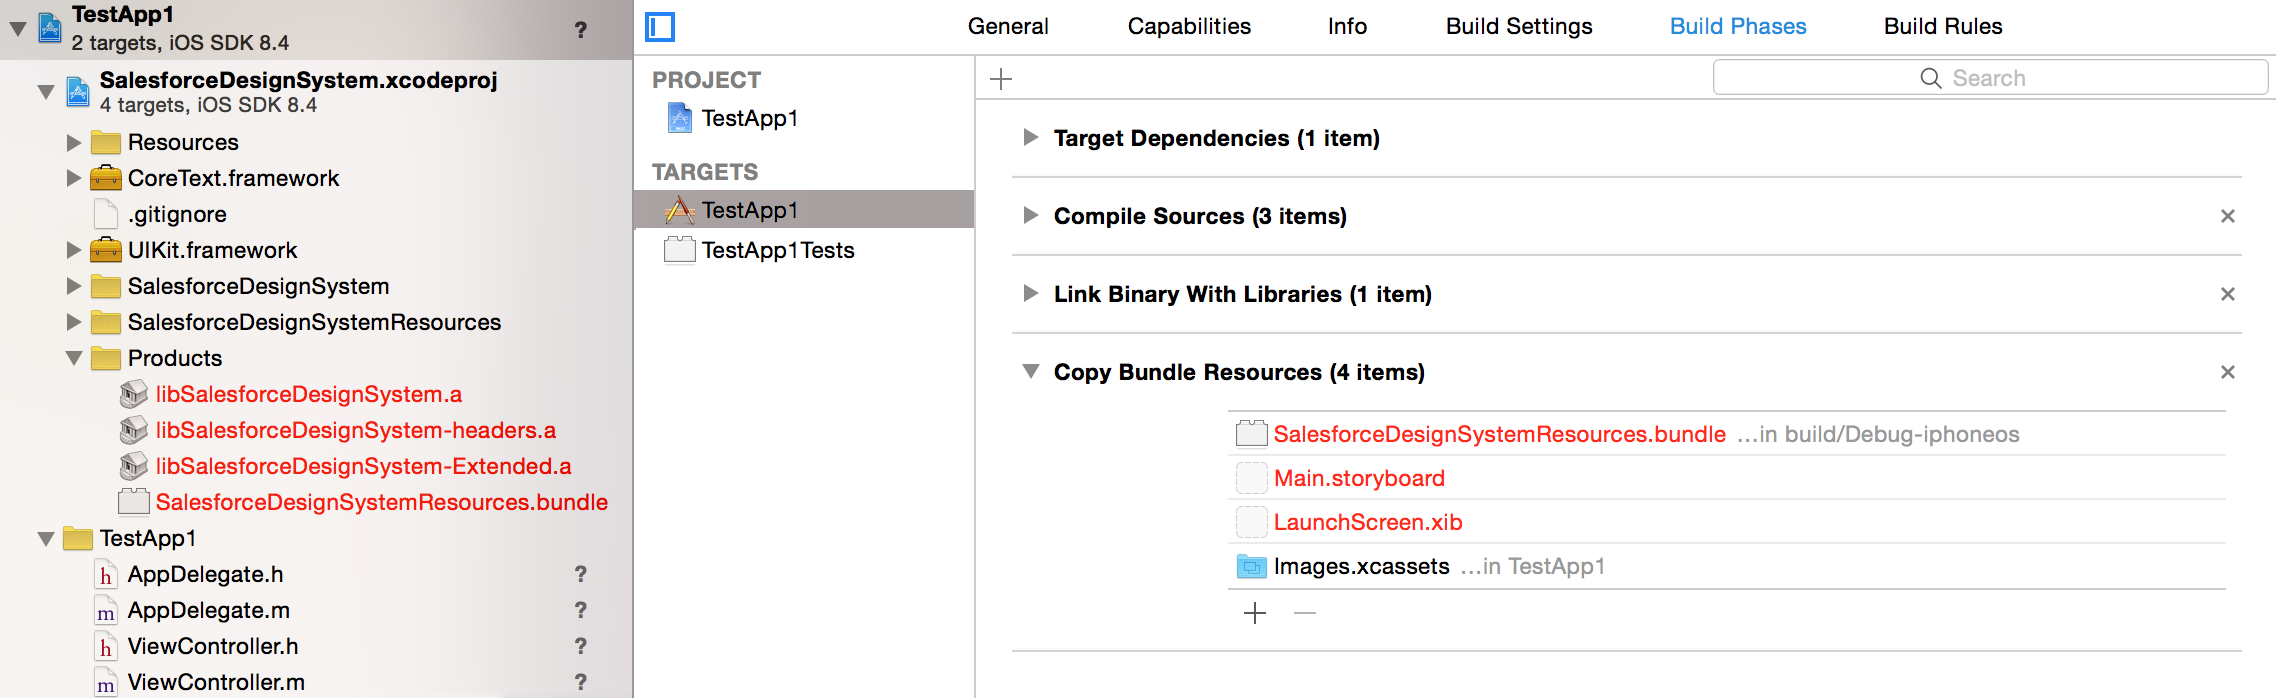 TestApp1
2 targets, iOS SDK 8.4
?
SalesforceDesignSystem.xcodeproj
4 targets, iOS SDK 8.4
Resources
CoreText.framework
.gitignore
UIKit.framework
SalesforceDesignSystem
SalesforceDesignSystemResources
Products
libSalesforceDesignSystem.a
libSalesforceDesignSystem-headers.a
libSalesforceDesignSystem-Extended.a
SalesforceDesignSystemResources.bundle
TestApp1
h AppDelegate.h ?
m AppDelegate.m ?
h ViewController.h ?
m ViewController.m ?
General Capabilities Info Build Settings Build Phases Build Rules
PROJECT
TestApp1
TARGETS
TestApp1
TestApp1Tests
Search
Target Dependencies (1 item)
Compile Sources (3 items)
Link Binary With Libraries (1 item)
Copy Bundle Resources (4 items)
SalesforceDesignSystemResources.bundle ...in build/Debug-iphoneos
Main.storyboard
LaunchScreen.xib
Images.xcassets ...in TestApp1